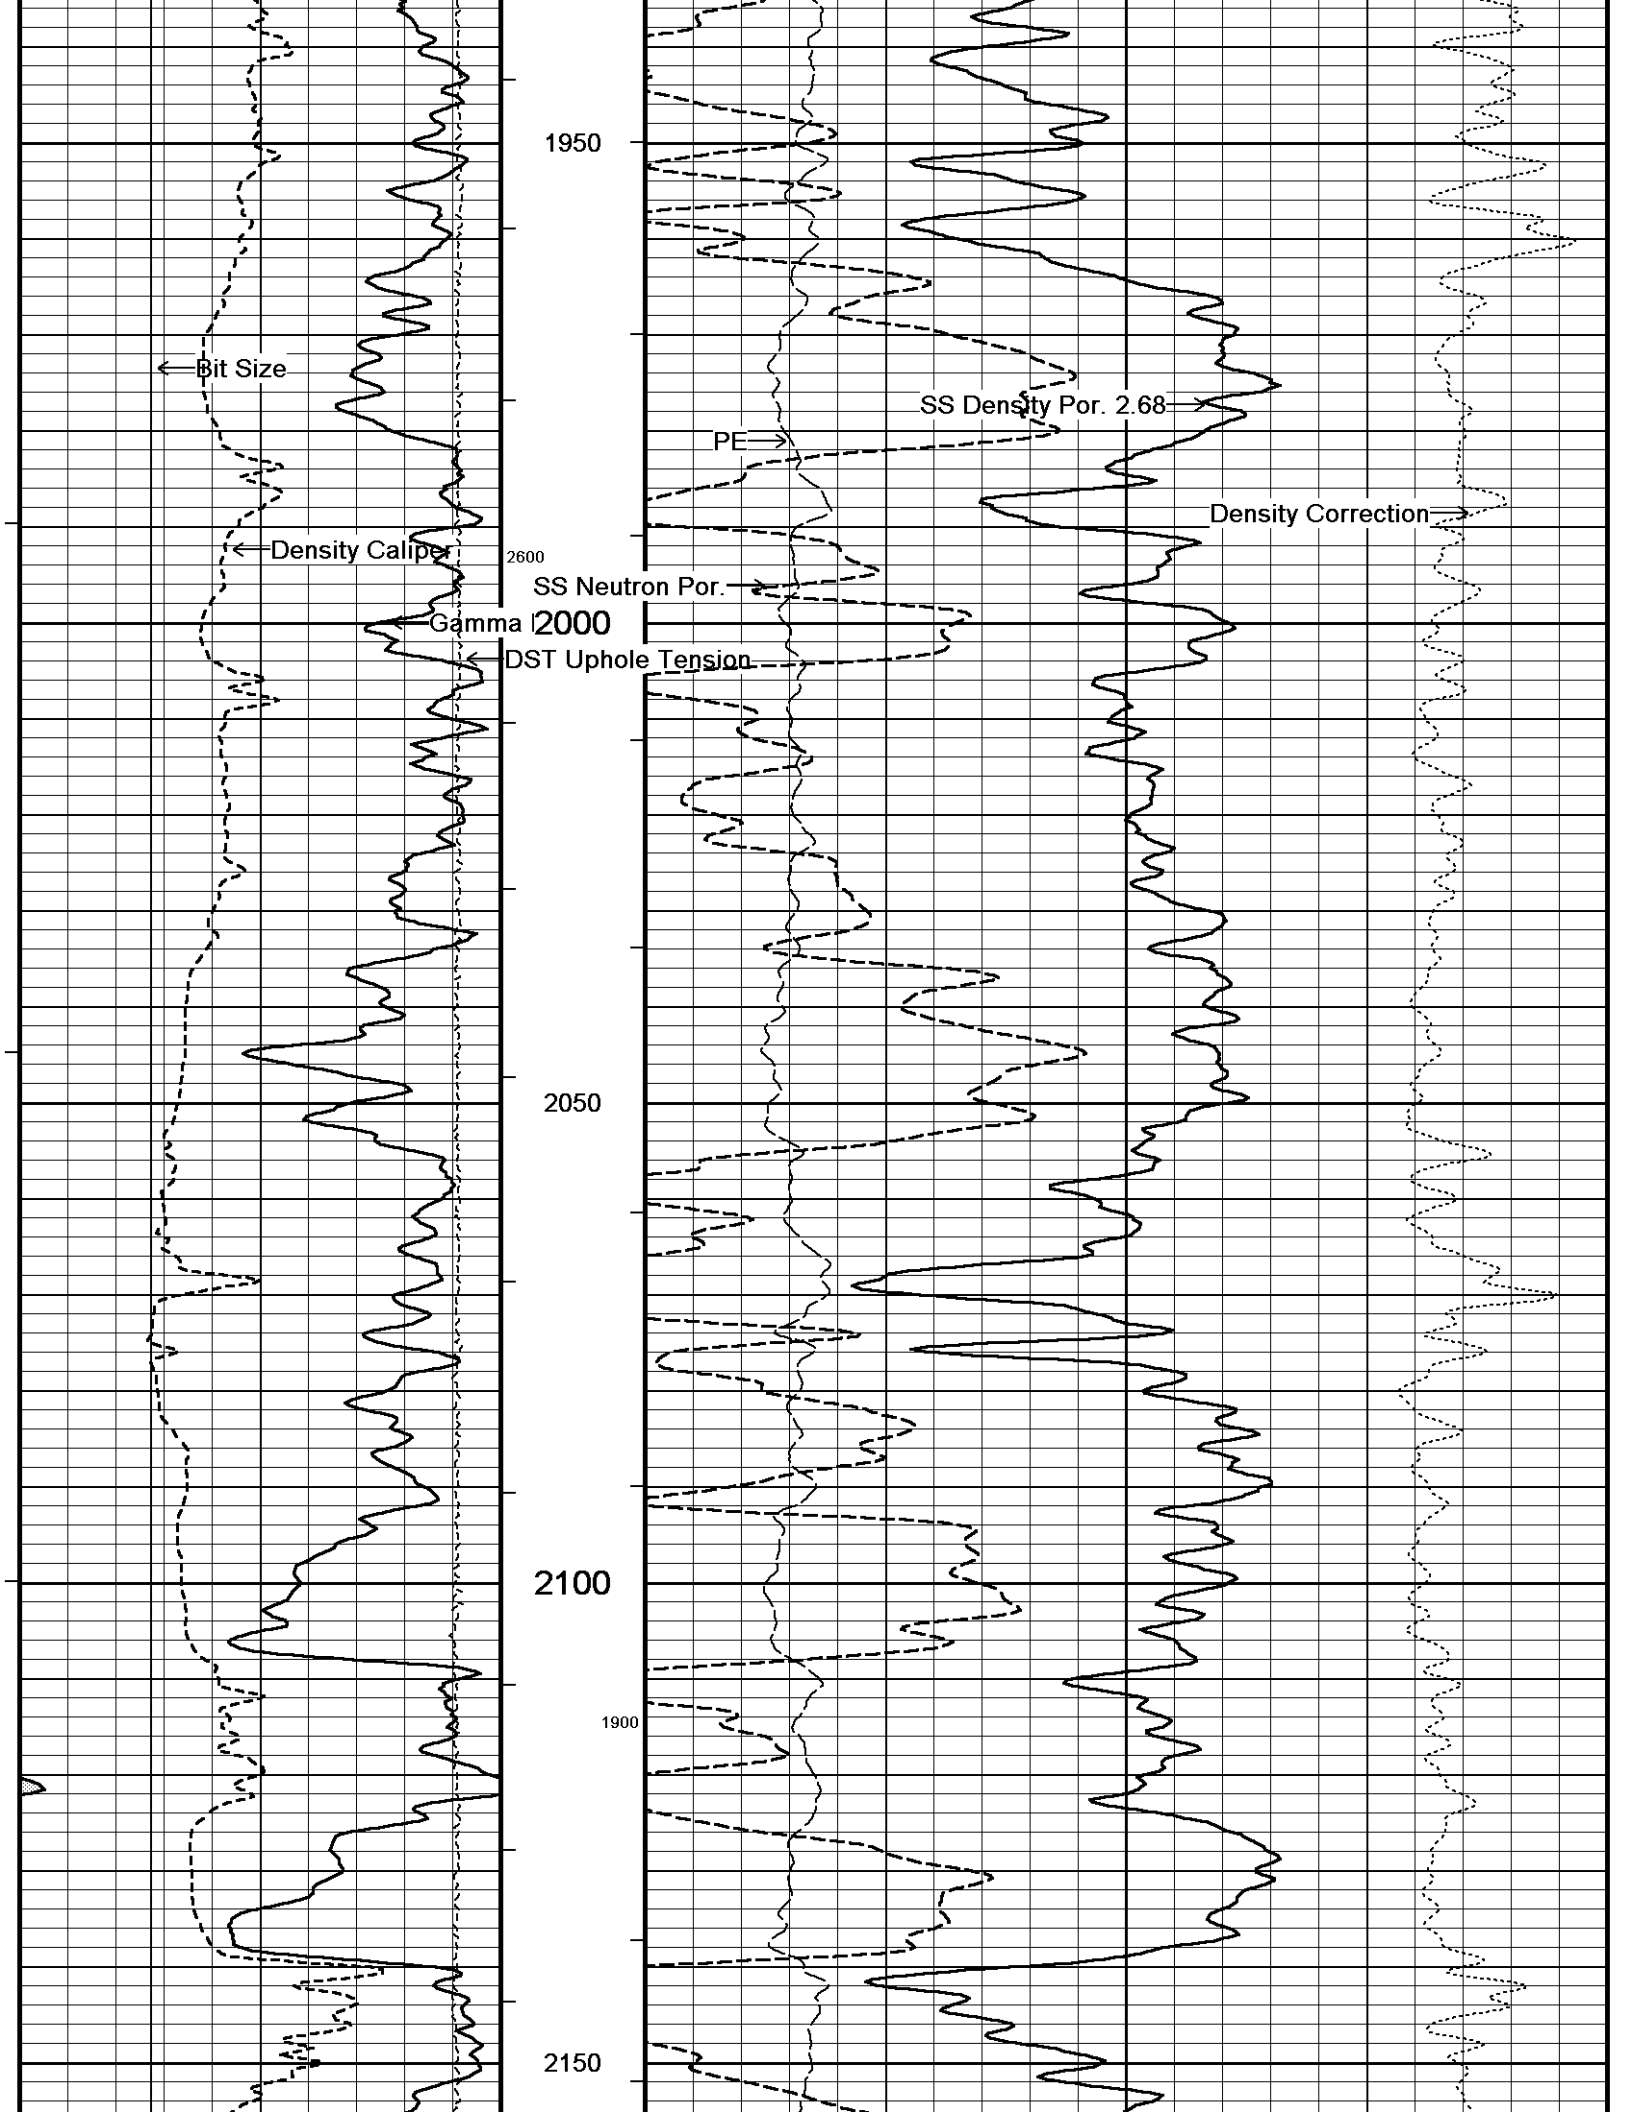 1950
Bit Size
SS Density Por. 2.68
PE
Density Correction
Density Caliper
2600
SS Neutron Por.
Gamma
2000
DST Uphole Tension
2050
2100
1900
2150